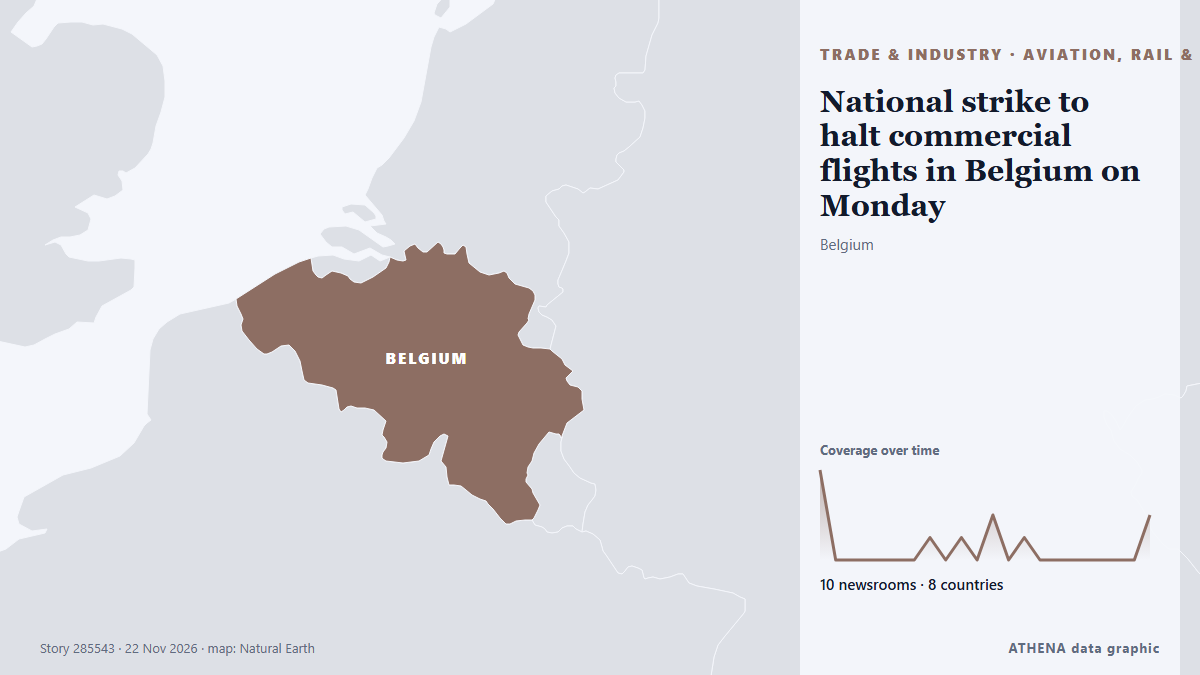 TRADE & INDUSTRY · AVIATION, RAIL &
National strike to
halt commercial
flights in Belgium on
Monday
Belgium
BELGIUM
Coverage over time
10 newsrooms · 8 countries
Story 285543 · 22 Nov 2026 · map: Natural Earth
ATHENA data graphic